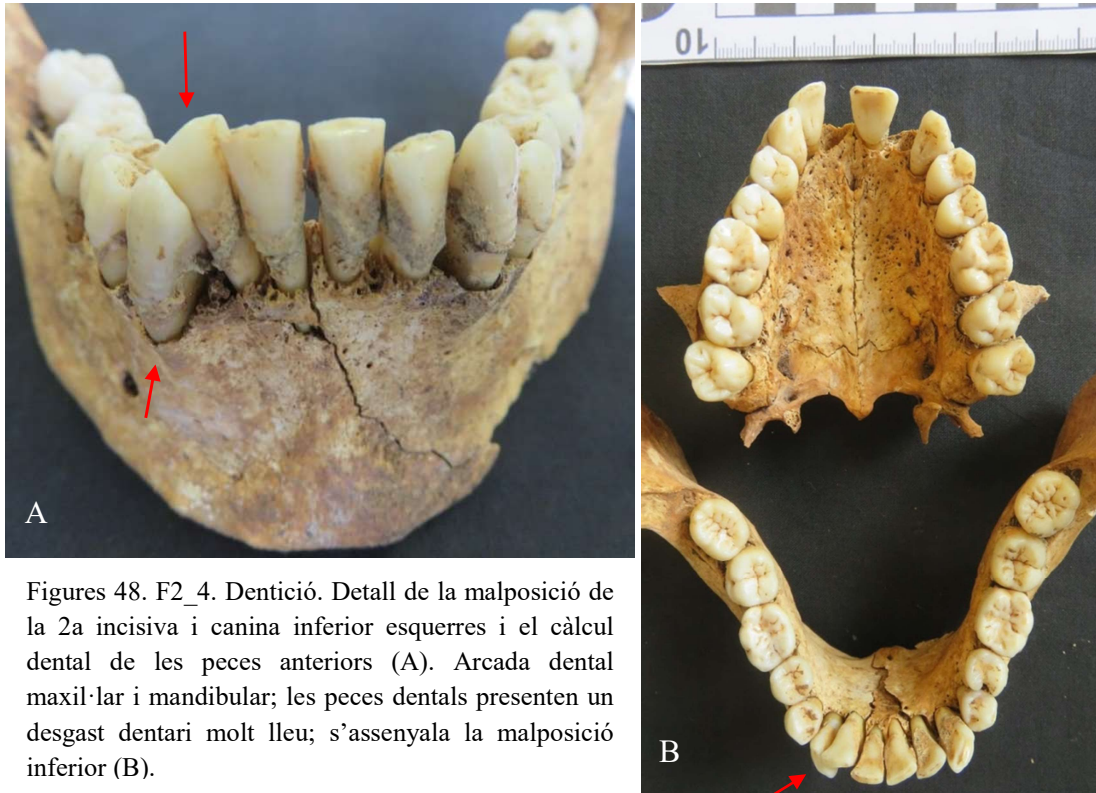 10
A
B
Figures 48. F2_4. Dentició. Detall de la malposició de
la 2a incisiva i canina inferior esquerres i el càlcul
dental de les peces anteriors (A). Arcada dental
maxil·lar i mandibular; les peces dentals presenten un
desgast dentari molt lleu; s’assenyala la malposició
inferior (B).